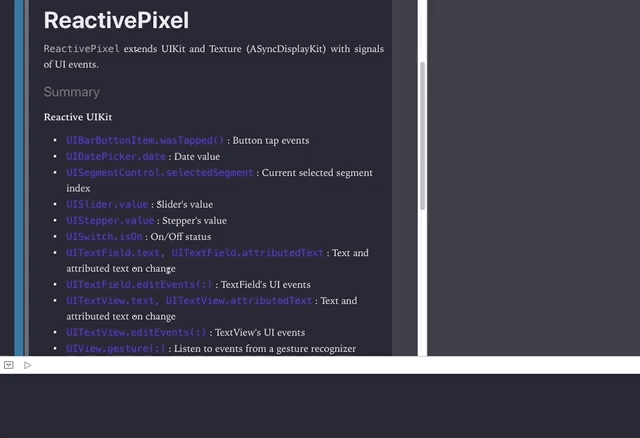 ReactivePixel
ReactivePixel extends UIKit and Texture (ASyncDisplayKit) with signals
of UI events.
Summary
Reactive UIKit
• UIBarButtonItem.wasTapped() : Button tap events
• UIDatePicker.date : Date value
• UISegmentControl.selectedSegment : Current selected segment
index
• UISlider.value : Slider's value
• UIStepper.value : Stepper's value
• UISwitch.isOn : On/Off status
• UITextField.text, UITextField.attributedText : Text and
attributed text on change
• UITextField.editEvents(:) : TextField's UI events
• UITextView.text, UITextView.attributedText : Text and
attributed text on change
• UITextView.editEvents(:) : TextView's UI events
• UIView.gesture(:) : Listen to events from a gesture recognizer